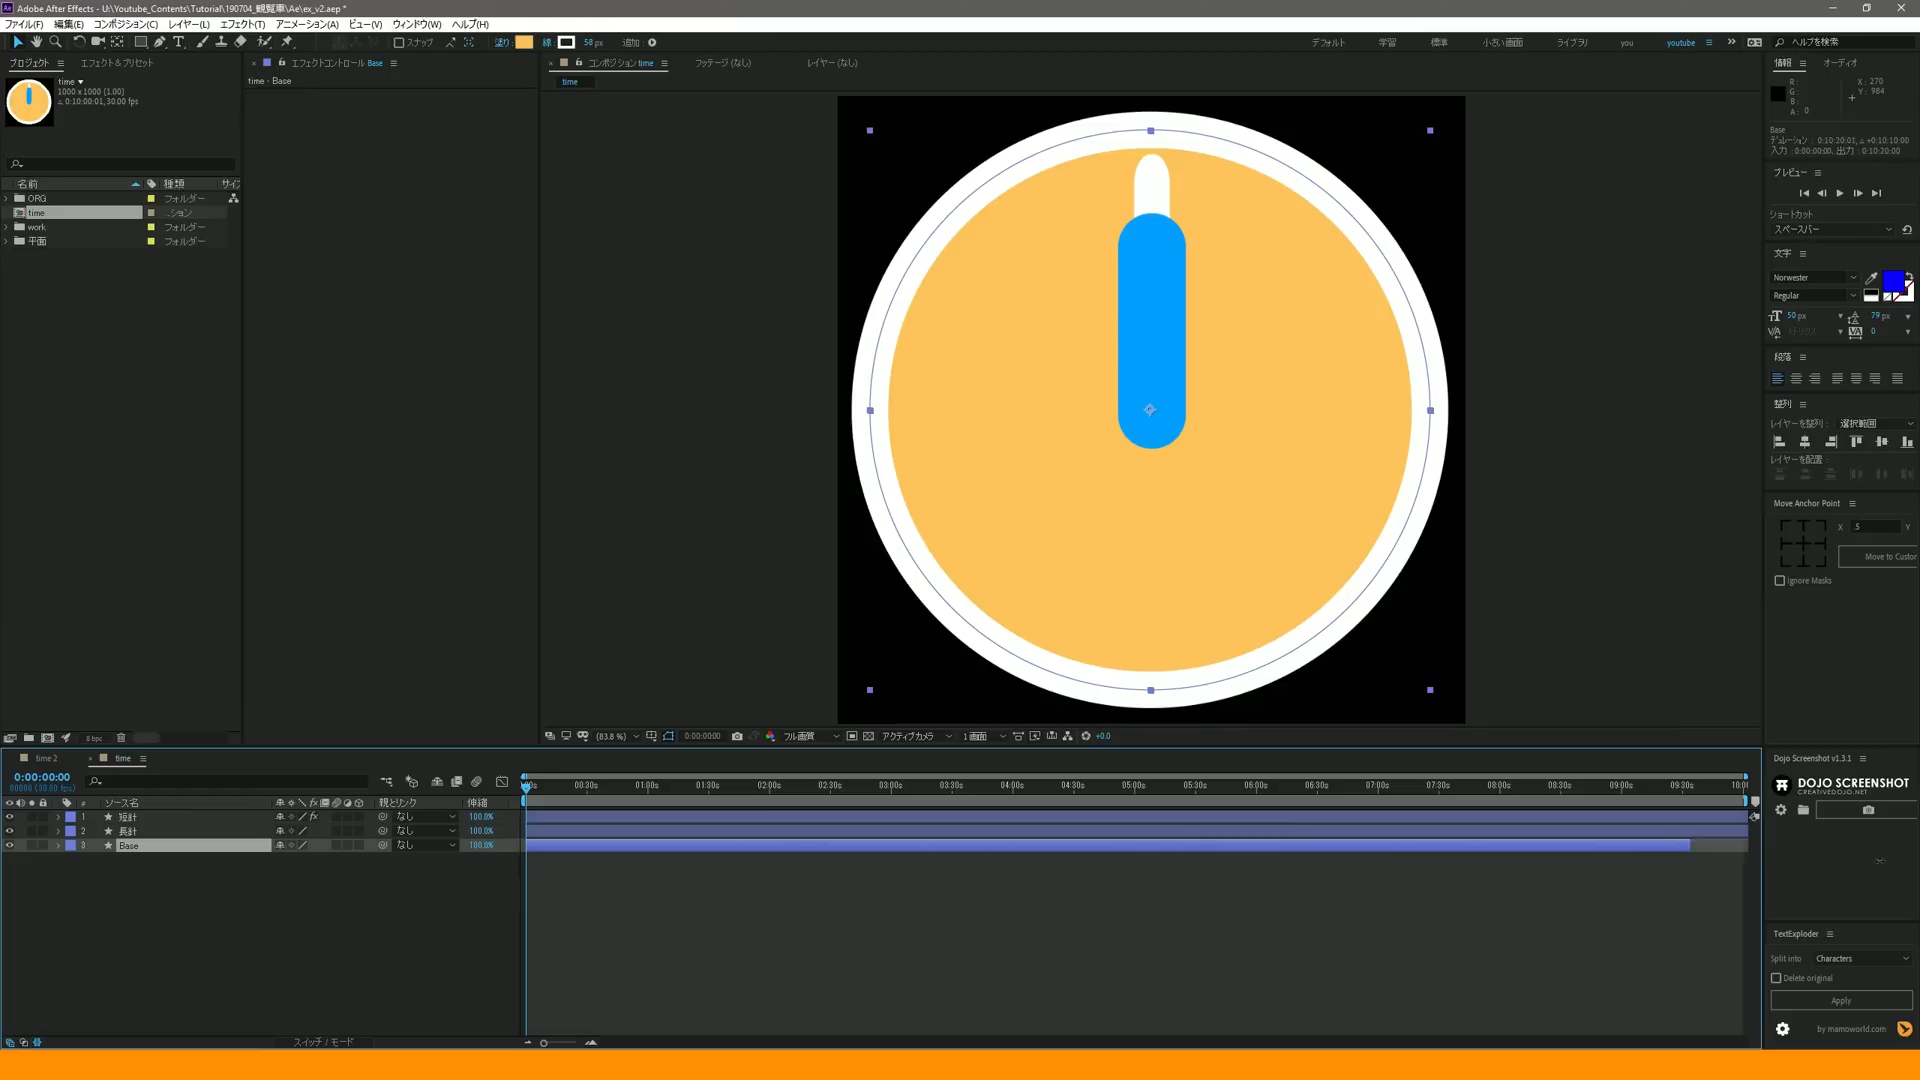 Adobe After Effects - U:\Youtube_Contents\Tutorial\190704_観覧車\Ae\ex_v2.aep *
ファイル(F) 編集(E) コンポジション(C) レイヤー(L) エフェクト(T) アニメーション(A) ビュー(V) ウィンドウ(W) ヘルプ(H)
スナップ 塗り: 線: 58 px 追加: デフォルト 学習 標準 小さい画面 ライブラリ you youtube ヘルプを検索
プロジェクト エフェクト&プリセット
エフェクトコントロール Base
コンポジション time フッテージ (なし) レイヤー (なし)
情報 オーディオ
time
1000 x 1000 (1.00)
0:10:00:01, 30.00 fps
time · Base
time
R :
G :
B :
A : 0
X : 270
Y : 984
Base
デュレーション : 0:10:20:01, +0:10:10:00
入力 : 0:00:00:00, 出力 : 0:10:20:00
名前 種類 サイズ
ORG フォルダー
time ...ション
work フォルダー
平面 フォルダー
プレビュー
ショートカット
スペースバー
文字
Norwester
Regular
50 px 79 px
メトリクス 0
段落
整列
レイヤーを整列 : 選択範囲
レイヤーを配置 :
Move Anchor Point
X .5 Y
Move to Custor
Ignore Masks
8 bpc
(83.8 %) 0:00:00:00 フル画質 アクティブカメラ 1画面 +0.0
time 2 time
0:00:00:00
00000 (30.00 fps)
00:30s 01:00s 01:30s 02:00s 02:30s 03:00s 03:30s 04:00s 04:30s 05:00s 05:30s 06:00s 06:30s 07:00s 07:30s 08:00s 08:30s 09:00s 09:30s 10:0
# ソース名 fx 親とリンク 伸縮
1 短針 fx なし 100.0%
2 長針 なし 100.0%
3 Base なし 100.0%
スイッチ / モード
Dojo Screenshot v1.3.1
DOJO SCREENSHOT
CREATIVEDOJO.NET
TextExploder
Split into Characters
Delete original
Apply
by mamoworld.com